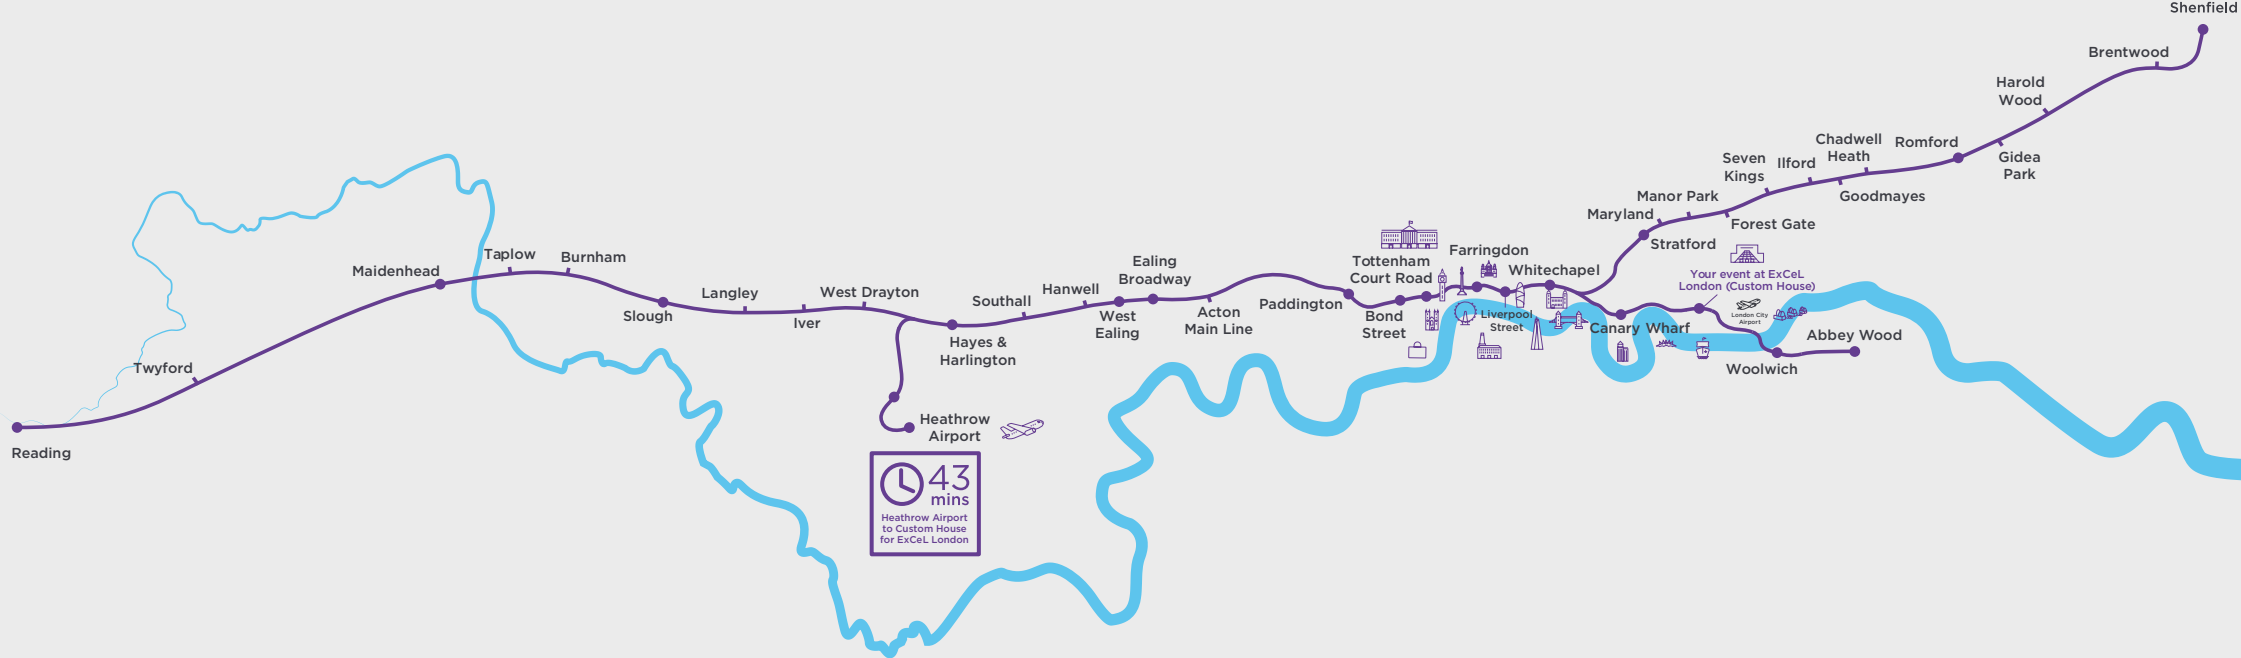 Shenfield
Brentwood
Harold
Wood
Gidea
Park
Romford
Chadwell
Heath
Goodmayes
Ilford
Seven
Kings
Forest Gate
Manor Park
Maryland
Stratford
Your event at ExCeL
London (Custom House)
London City
Airport
Abbey Wood
Woolwich
Canary Wharf
Whitechapel
Liverpool
Street
Farringdon
Tottenham
Court Road
Bond
Street
Paddington
Acton
Main Line
Ealing
Broadway
West
Ealing
Hanwell
Southall
Hayes &
Harlington
Heathrow
Airport
43
mins
Heathrow Airport
to Custom House
for ExCeL London
West Drayton
Iver
Langley
Slough
Burnham
Taplow
Maidenhead
Twyford
Reading